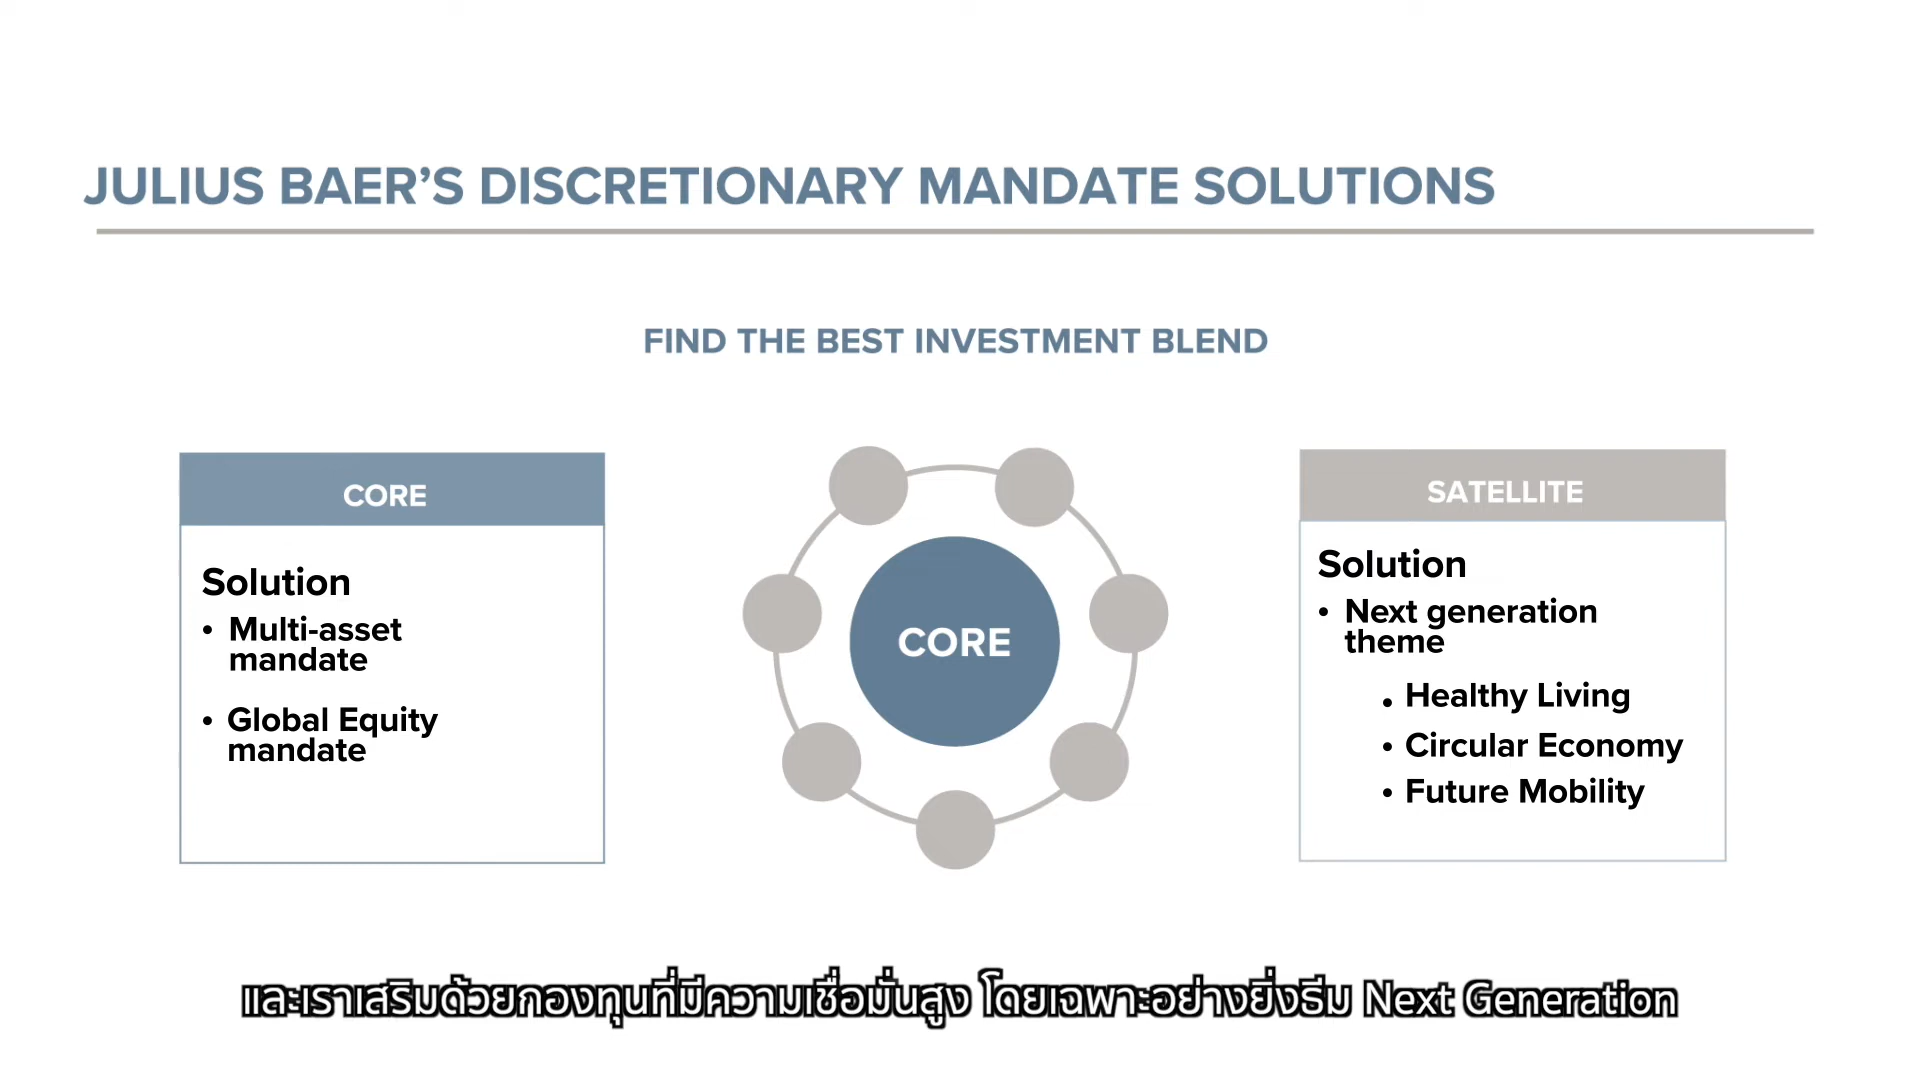 JULIUS BAER’S DISCRETIONARY MANDATE SOLUTIONS
FIND THE BEST INVESTMENT BLEND
CORE
Solution
• Multi-asset
mandate
• Global Equity
mandate
CORE
SATELLITE
Solution
• Next generation
theme
• Healthy Living
• Circular Economy
• Future Mobility
และเราเสริมด้วยกองทุนที่มีความเชื่อมั่นสูง โดยเฉพาะอย่างยิ่งธีม Next Generation